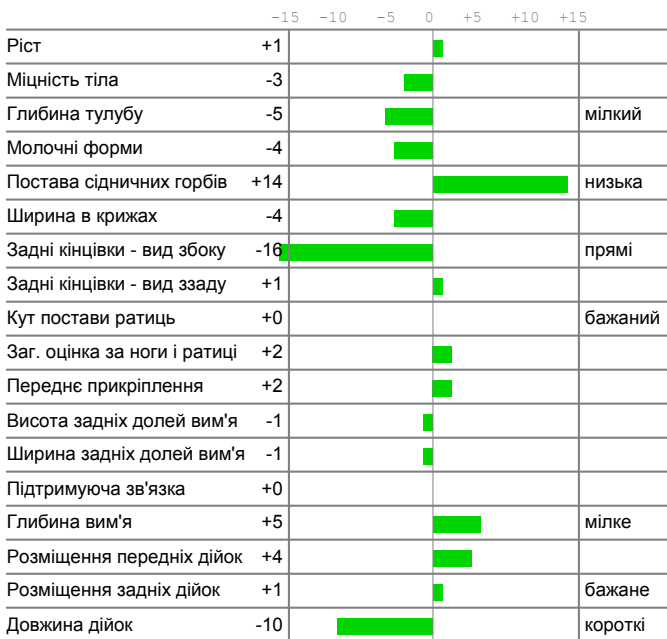 -15 -10 -5 0 +5 +10 +15
Ріст +1
Міцність тіла -3
Глибина тулубу -5 мілкий
Молочні форми -4
Постава сідничних горбів +14 низька
Ширина в крижах -4
Задні кінцівки - вид збоку -16 прямі
Задні кінцівки - вид ззаду +1
Кут постави ратиць +0 бажаний
Заг. оцінка за ноги і ратиці +2
Переднє прикріплення +2
Висота задніх долей вим'я -1
Ширина задніх долей вим'я -1
Підтримуюча зв'язка +0
Глибина вим'я +5 мілке
Розміщення передніх дійок +4
Розміщення задніх дійок +1 бажане
Довжина дійок -10 короткі